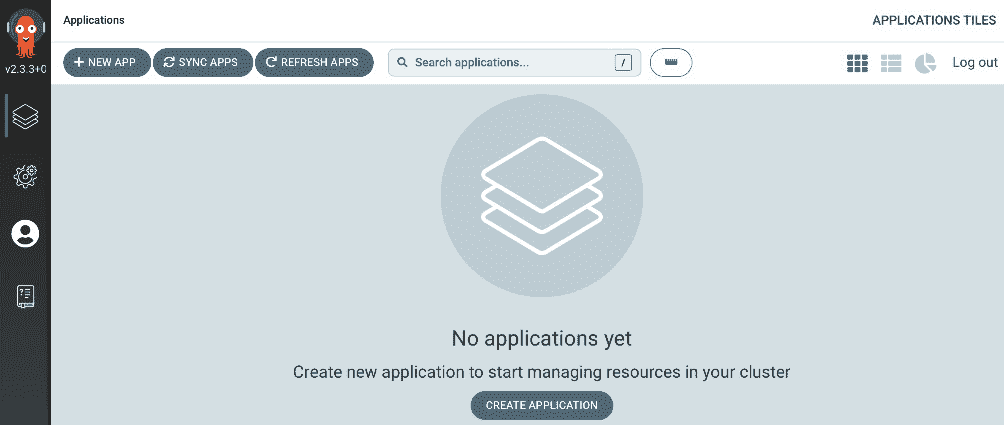 Applications
APPLICATIONS TILES
v2.3.3+0
NEW APP
SYNC APPS
REFRESH APPS
Search applications...
/
Log out
No applications yet
Create new application to start managing resources in your cluster
CREATE APPLICATION